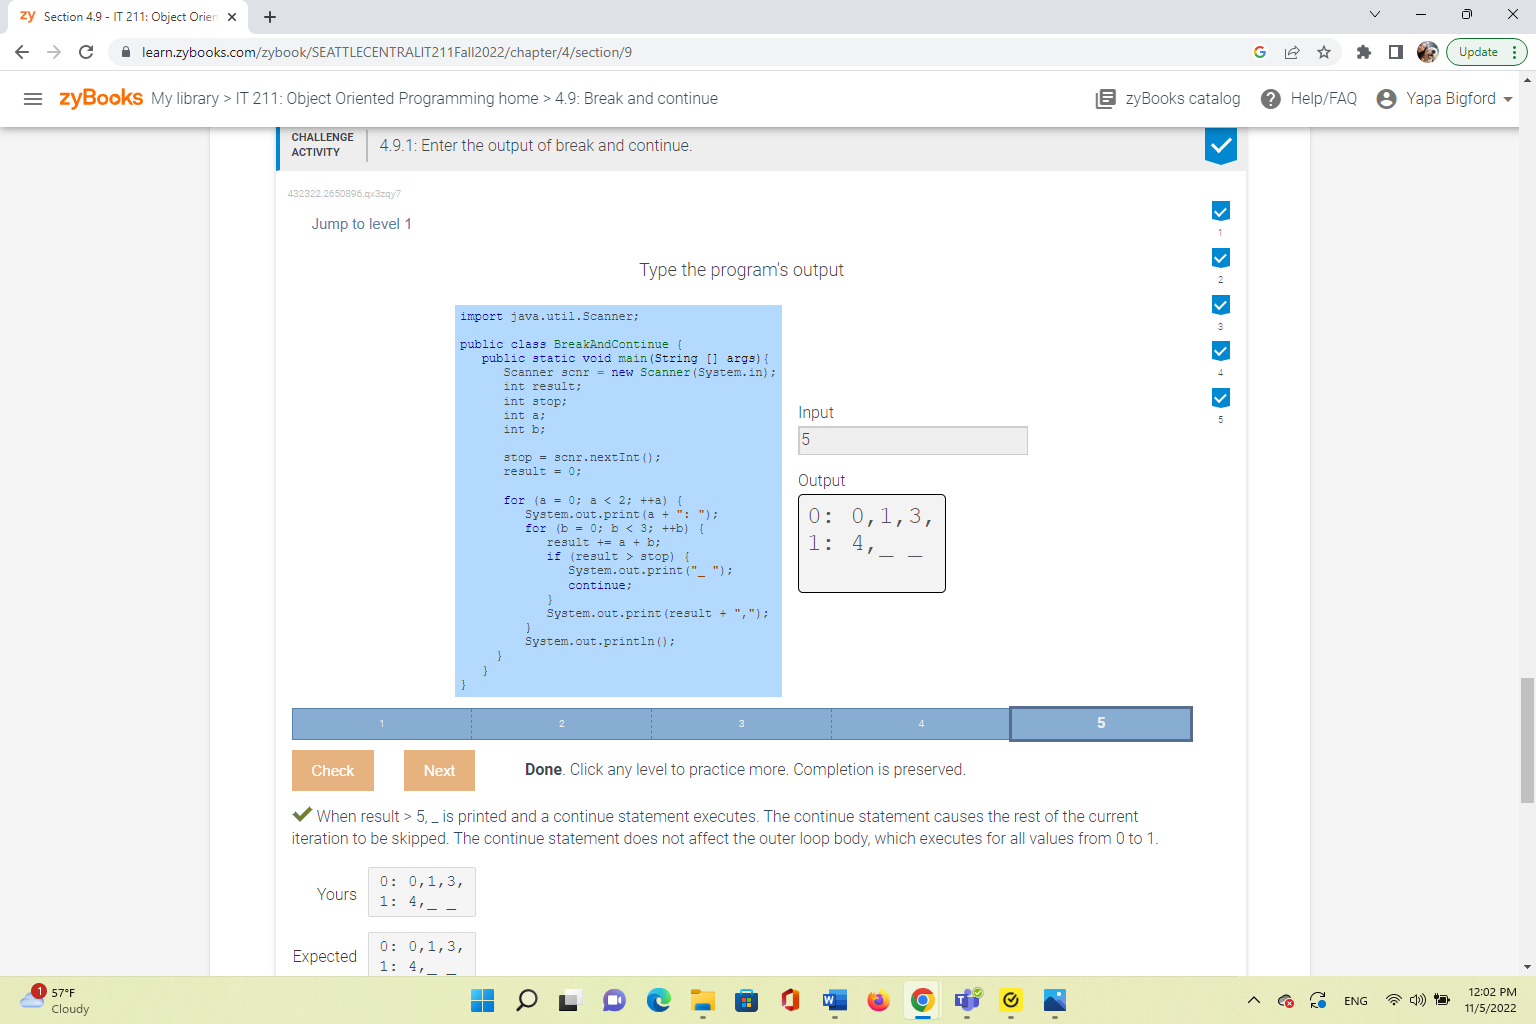 zy Section 4.9 - IT 211: Object Orien
learn.zybooks.com/zybook/SEATTLECENTRALIT211Fall2022/chapter/4/section/9
Update
zyBooks My library > IT 211: Object Oriented Programming home > 4.9: Break and continue
zyBooks catalog
Help/FAQ
Yapa Bigford
CHALLENGE
ACTIVITY
4.9.1: Enter the output of break and continue.
432322.2650896.qx3zqy7
Jump to level 1
1
2
3
4
5
Type the program's output
import java.util.Scanner;
public class BreakAndContinue {
public static void main(String [] args){
Scanner scnr = new Scanner(System.in);
int result;
int stop;
int a;
int b;
stop = scnr.nextInt();
result = 0;
for (a = 0; a < 2; ++a) {
System.out.print(a + ": ");
for (b = 0; b < 3; ++b) {
result += a + b;
if (result > stop) {
System.out.print("_ ");
continue;
}
System.out.print(result + ",");
}
System.out.println();
}
}
}
Input
5
Output
0: 0,1,3,
1: 4,_ _
1 2 3 4 5
Check
Next
Done. Click any level to practice more. Completion is preserved.
When result > 5, _ is printed and a continue statement executes. The continue statement causes the rest of the current
iteration to be skipped. The continue statement does not affect the outer loop body, which executes for all values from 0 to 1.
Yours
0: 0,1,3,
1: 4,_ _
Expected
0: 0,1,3,
1: 4,_ _
1
57°F
Cloudy
ENG
12:02 PM
11/5/2022